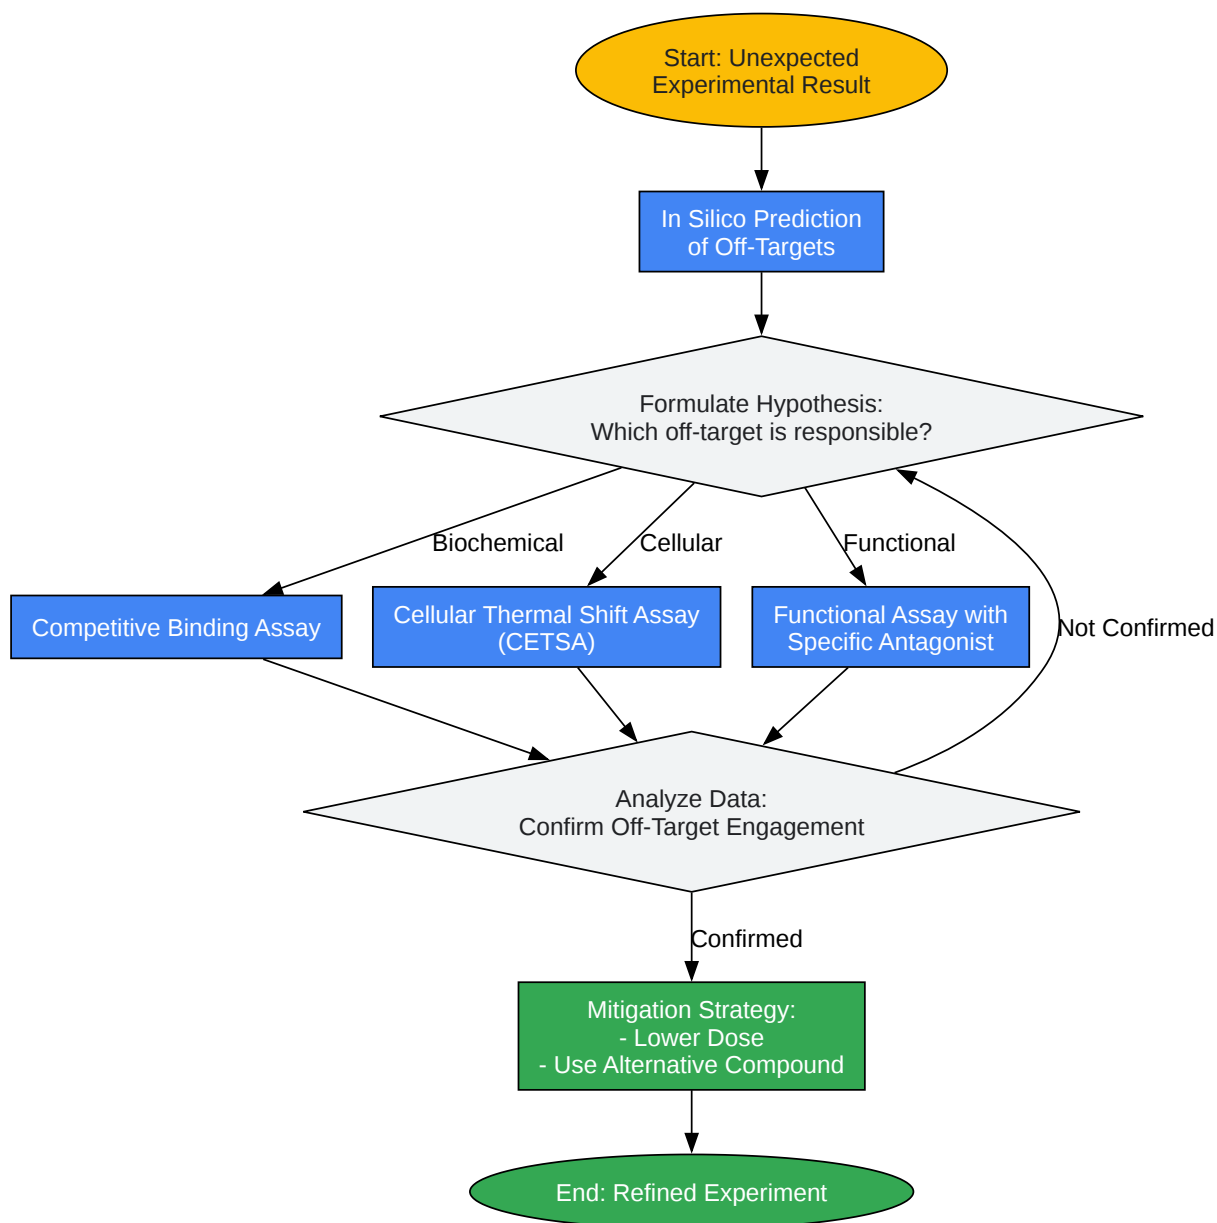 Start: Unexpected
Experimental Result
In Silico Prediction
of Off-Targets
Formulate Hypothesis:
Which off-target is responsible?
Biochemical
Cellular
Functional
Competitive Binding Assay
Cellular Thermal Shift Assay
(CETSA)
Functional Assay with
Specific Antagonist
Not Confirmed
Analyze Data:
Confirm Off-Target Engagement
Confirmed
Mitigation Strategy:
- Lower Dose
- Use Alternative Compound
End: Refined Experiment